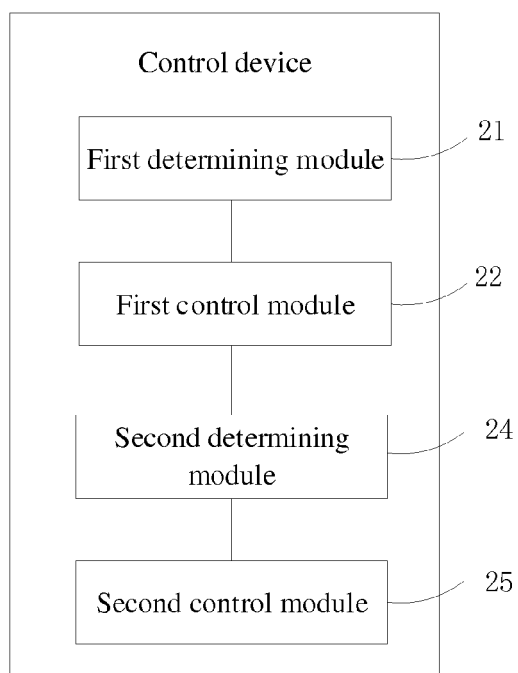 Control device
First determining module
21
First control module
22
Second determining
module
24
Second control module
25